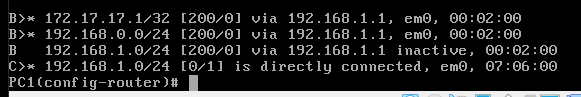 B>* 172.17.17.1/32 [200/0] via 192.168.1.1, em0, 00:02:00
B>* 192.168.0.0/24 [200/0] via 192.168.1.1, em0, 00:02:00
B   192.168.1.0/24 [200/0] via 192.168.1.1 inactive, 00:02:00
C>* 192.168.1.0/24 [0/1] is directly connected, em0, 07:06:00
PC1(config-router)#